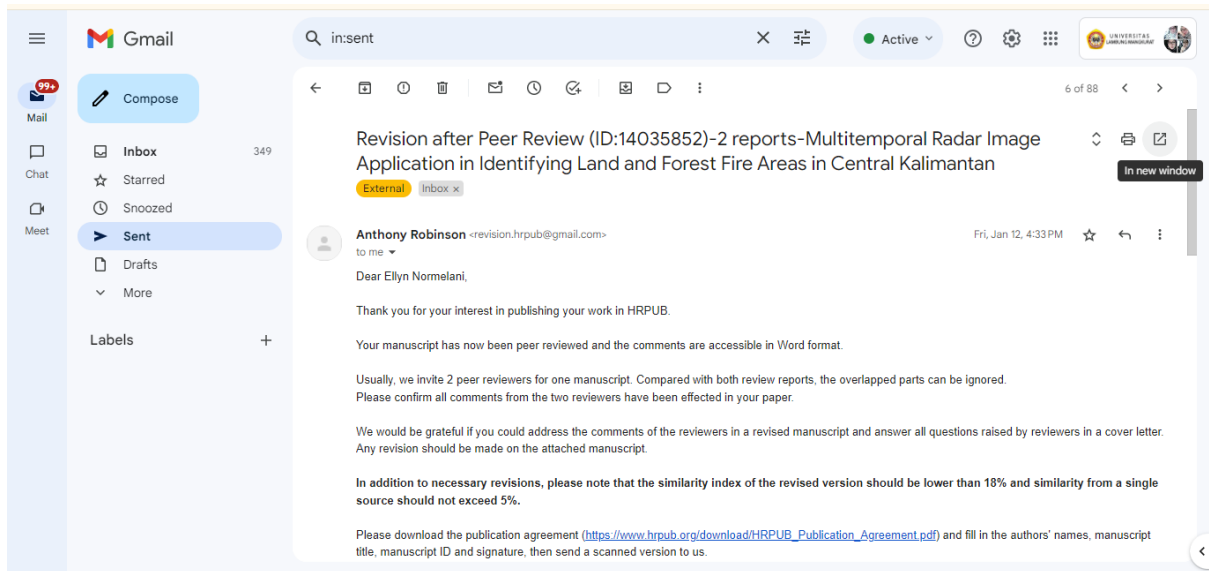 Gmail
in:sent
Active
UNIVERSITAS
LAMBUNG MANGKURAT
99+
Mail
Compose
6 of 88
Chat
Meet
Inbox 349
Starred
Snoozed
Sent
Drafts
More
Labels
Revision after Peer Review (ID:14035852)-2 reports-Multitemporal Radar Image
Application in Identifying Land and Forest Fire Areas in Central Kalimantan
In new window
External Inbox ×
Anthony Robinson <revision.hrpub@gmail.com> Fri, Jan 12, 4:33 PM
to me
Dear Ellyn Normelani,
Thank you for your interest in publishing your work in HRPUB.
Your manuscript has now been peer reviewed and the comments are accessible in Word format.
Usually, we invite 2 peer reviewers for one manuscript. Compared with both review reports, the overlapped parts can be ignored.
Please confirm all comments from the two reviewers have been effected in your paper.
We would be grateful if you could address the comments of the reviewers in a revised manuscript and answer all questions raised by reviewers in a cover letter.
Any revision should be made on the attached manuscript.
In addition to necessary revisions, please note that the similarity index of the revised version should be lower than 18% and similarity from a single
source should not exceed 5%.
Please download the publication agreement (https://www.hrpub.org/download/HRPUB_Publication_Agreement.pdf) and fill in the authors' names, manuscript
title, manuscript ID and signature, then send a scanned version to us.